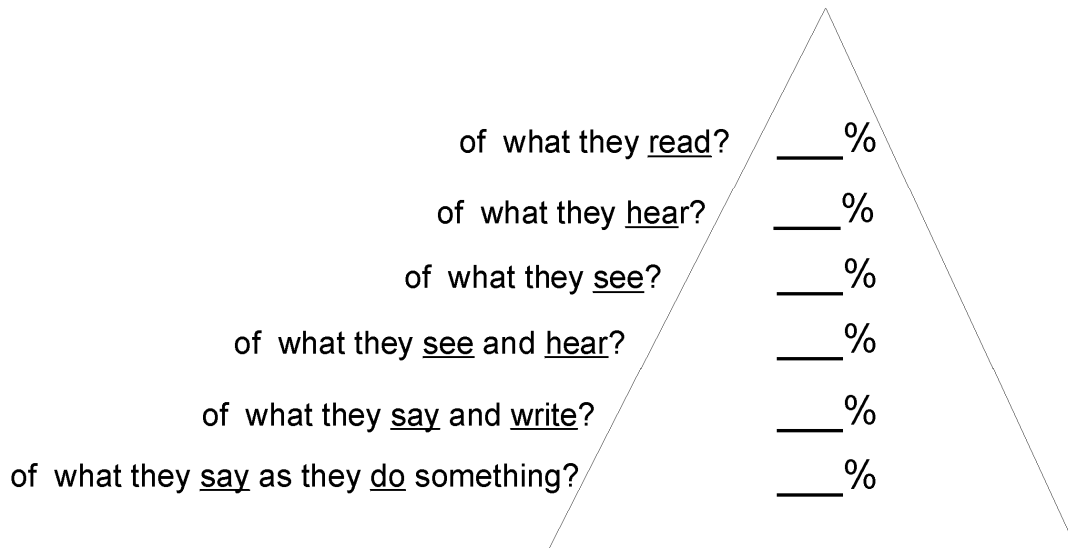 of what they read? ___%
of what they hear? ___%
of what they see? ___%
of what they see and hear? ___%
of what they say and write? ___%
of what they say as they do something? ___%